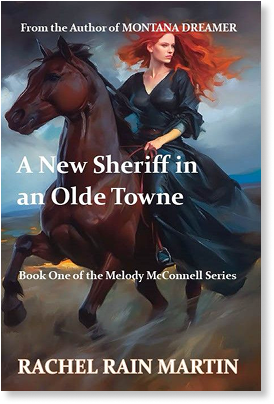 From the Author of MONTANA DREAMER
A New Sheriff in
an Olde Towne
Book One of the Melody McConnell Series
RACHEL RAIN MARTIN